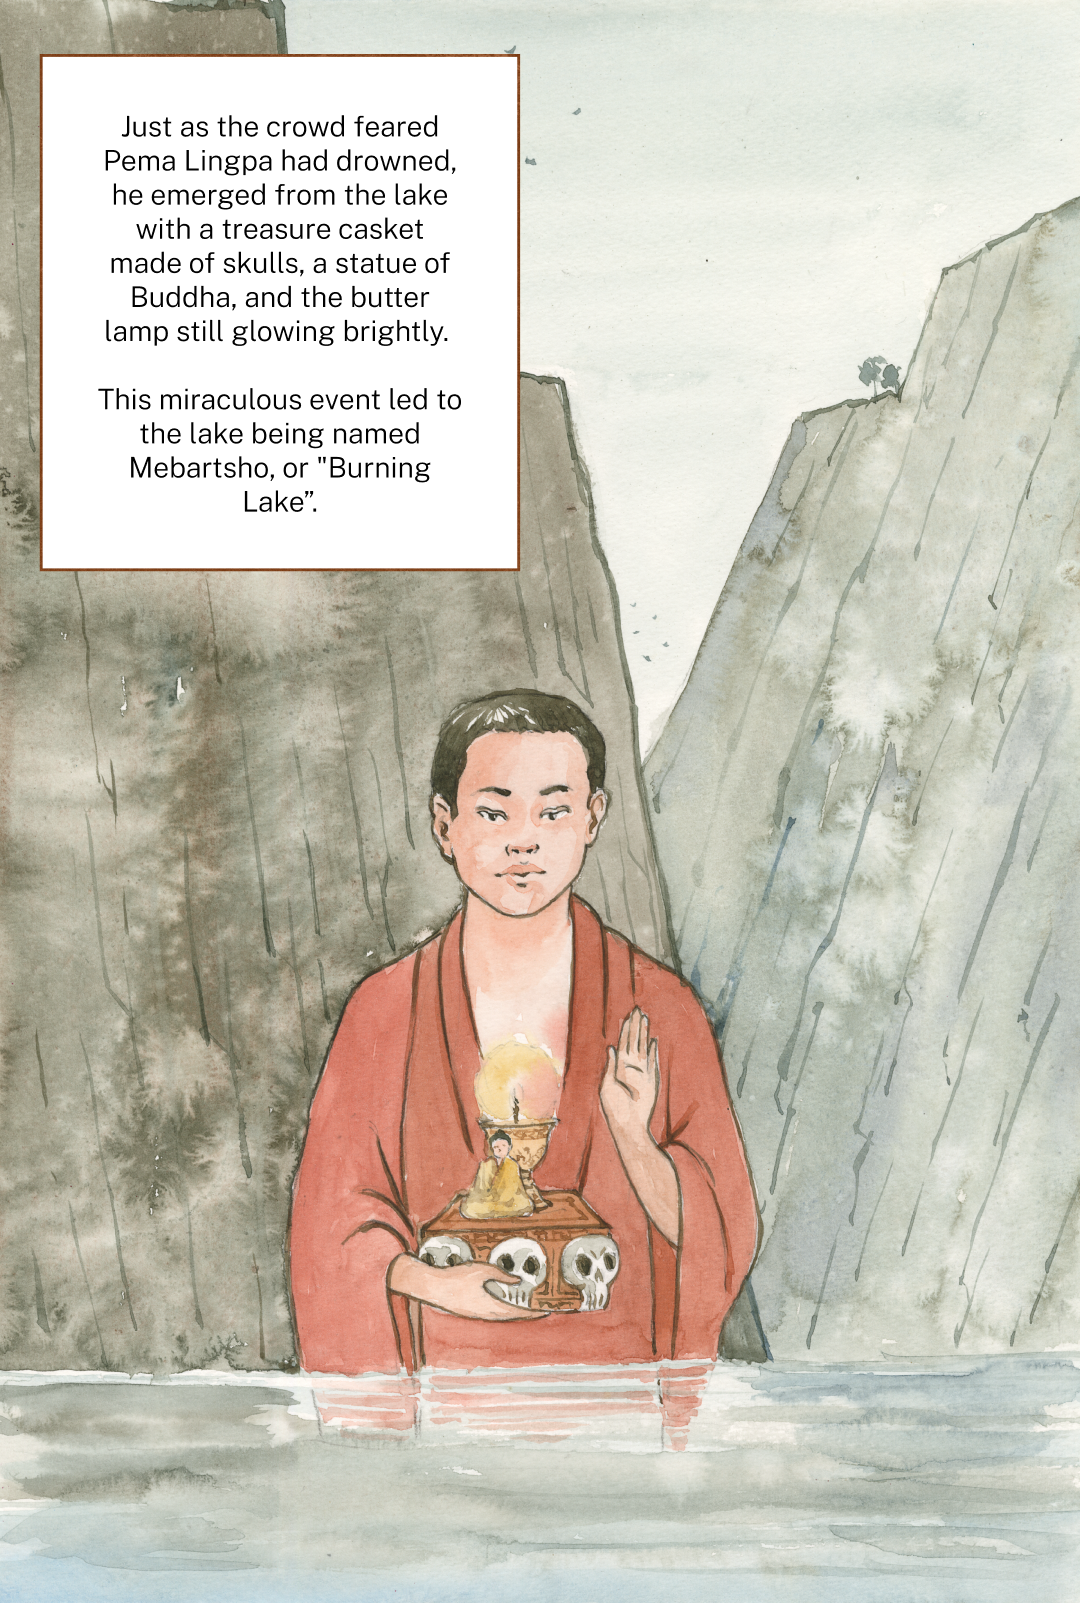 Just as the crowd feared
Pema Lingpa had drowned,
he emerged from the lake
with a treasure casket
made of skulls, a statue of
Buddha, and the butter
lamp still glowing brightly.
This miraculous event led to
the lake being named
Mebartsho, or "Burning
Lake”.